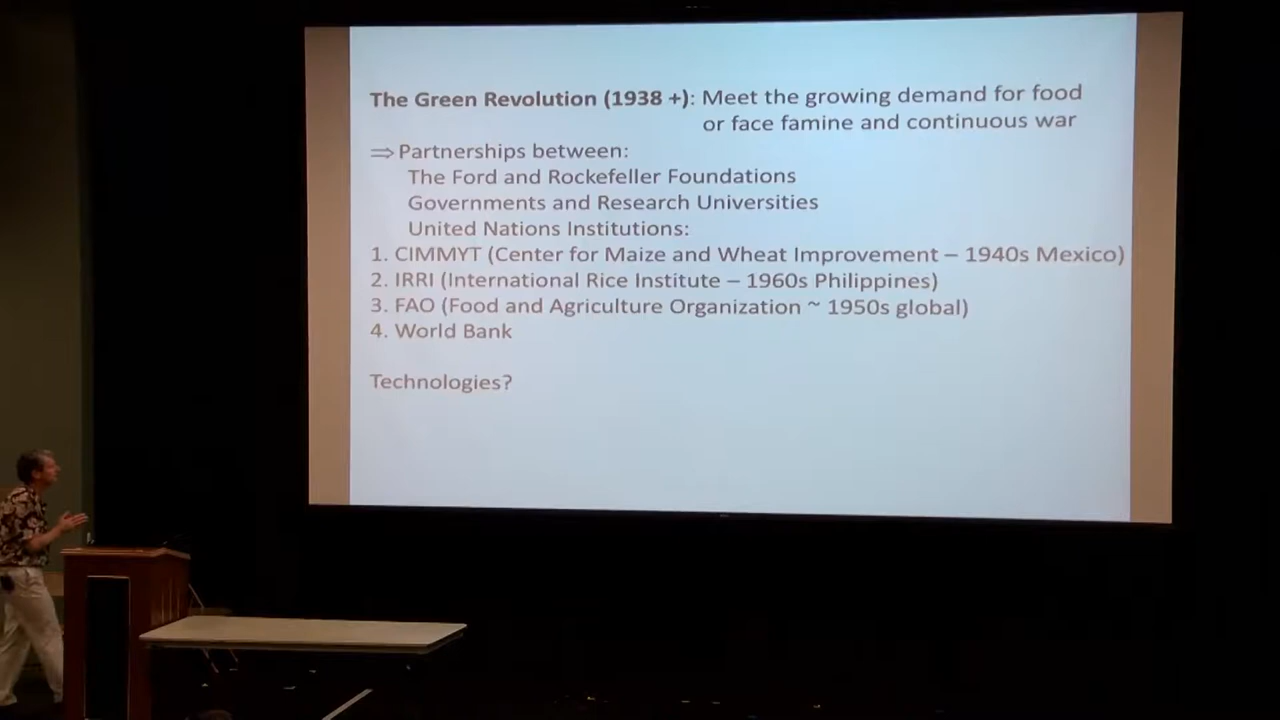 The Green Revolution (1938 +): Meet the growing demand for food
or face famine and continuous war
⇒ Partnerships between:
The Ford and Rockefeller Foundations
Governments and Research Universities
United Nations Institutions:
1. CIMMYT (Center for Maize and Wheat Improvement – 1940s Mexico)
2. IRRI (International Rice Institute – 1960s Philippines)
3. FAO (Food and Agriculture Organization ~ 1950s global)
4. World Bank
Technologies?